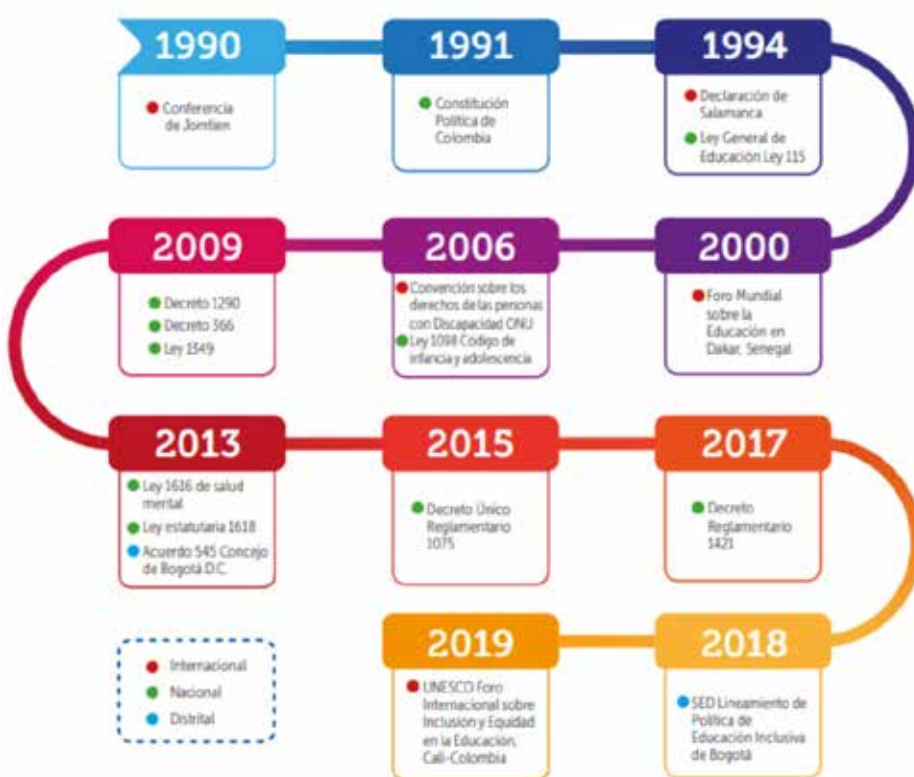 1990
Conferencia
de Jomtien
1991
Constitución
Política de
Colombia
1994
Declaración de
Salamanca
Ley General de
Educación Ley 115
2000
Foro Mundial
sobre la
Educación en
Dakar, Senegal
2006
Convención sobre los
derechos de las personas
con Discapacidad ONU
Ley 1098 Codigo de
infancia y adolescencia
2009
Decreto 1290
Decreto 366
Ley 1349
2013
Ley 1616 de salud
mental
Ley estatutaria 1618
Acuerdo 545 Concejo
de Bogotá D.C.
2015
Decreto Único
Reglamentario
1075
2017
Decreto
Reglamentario
1421
2018
SED Lineamiento de
Política de
Educación Inclusiva
de Bogotá
2019
UNESCO Foro
Internacional sobre
Inclusión y Equidad
en la Educación,
Cali-Colombia
Internacional
Nacional
Distrital